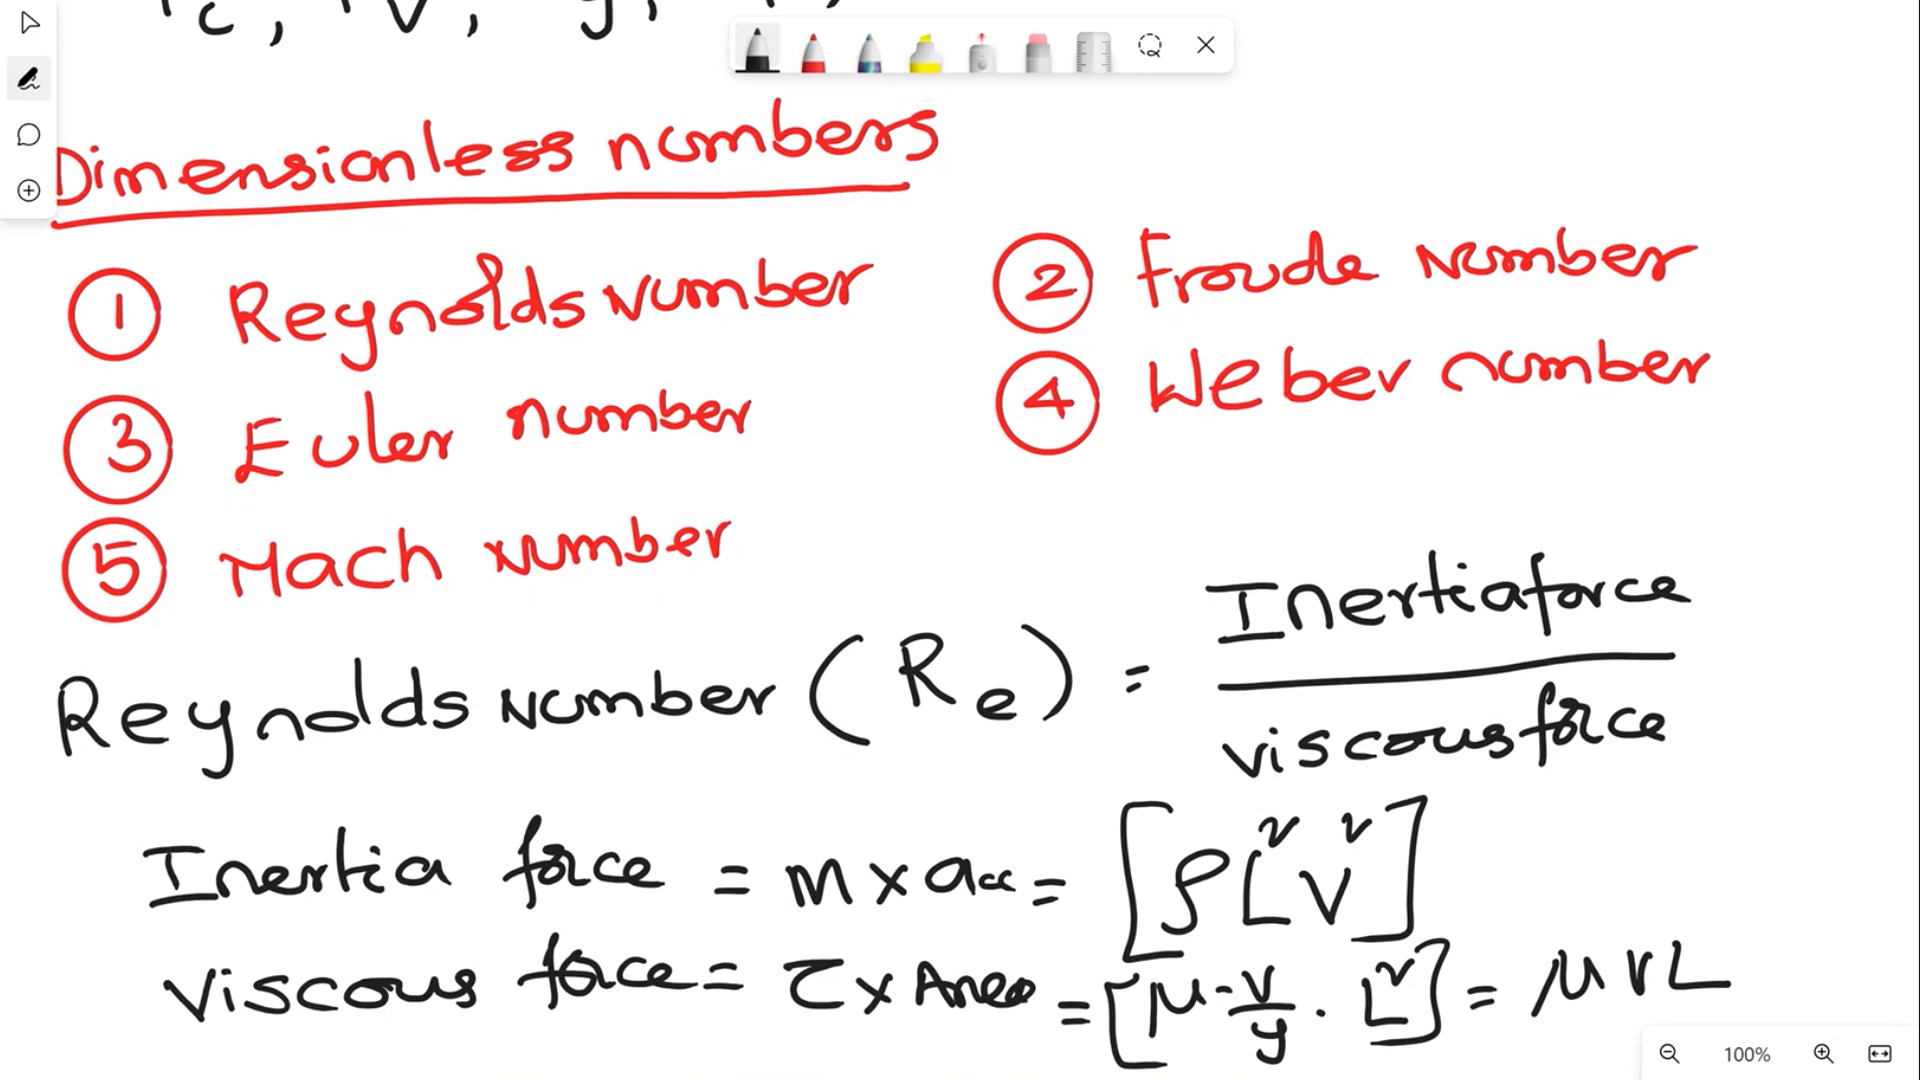 c, v, y,
Dimensionless numbers
① Reynolds Number ② Froude Number
③ Euler number ④ Weber number
⑤ Mach Number
Reynolds Number (Re) = Inertia force / viscous force
Inertia force = m × acc = [ρL²V²]
Viscous force = τ × Area = [μ · V/y · L²] = μVL
100%